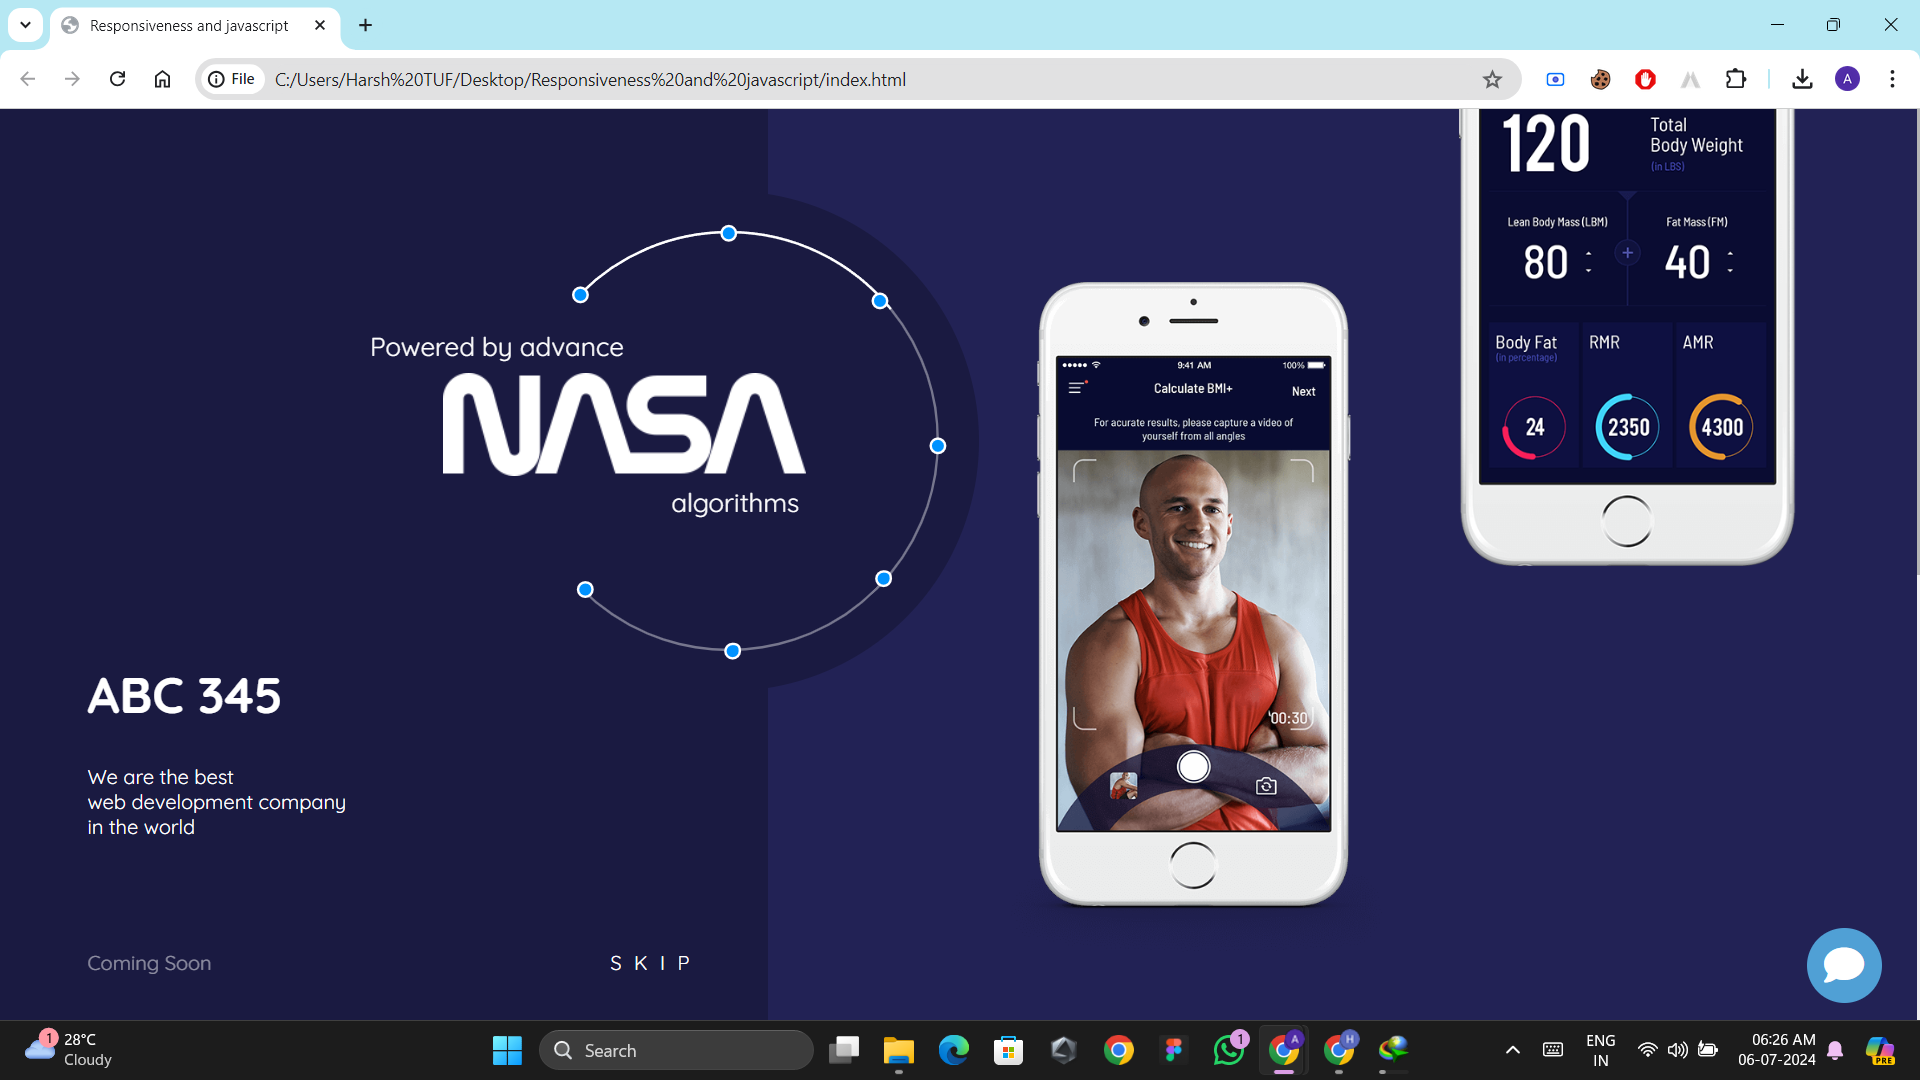 Responsiveness and javascript
File
C:/Users/Harsh%20TUF/Desktop/Responsiveness%20and%20javascript/index.html
A
120
Total
Body Weight
(in LBS)
Lean Body Mass (LBM)
Fat Mass (FM)
80
+
40
Body Fat
(in percentage)
RMR
AMR
24
2350
4300
Powered by advance
NASA
algorithms
9:41 AM
100%
Calculate BMI+
Next
For acurate results, please capture a video of
yourself from all angles
00:30
ABC 345
We are the best
web development company
in the world
Coming Soon
SKIP
1
28°C
Cloudy
Search
1
A
H
ENG
IN
06:26 AM
06-07-2024
PRE